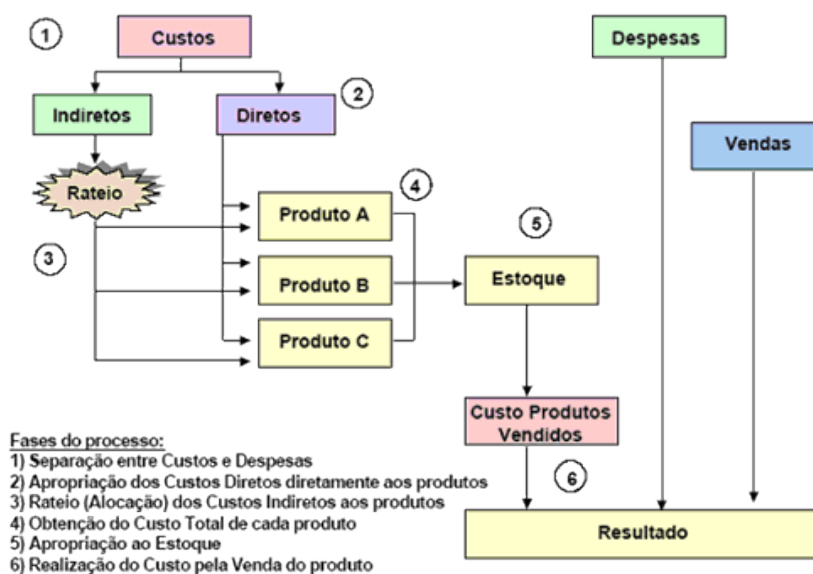 1
Custos
Despesas
2
Indiretos
Diretos
Vendas
Rateio
4
Produto A
5
3
Produto B
Estoque
Produto C
Custo Produtos
Vendidos
Fases do processo:
1) Separação entre Custos e Despesas
2) Apropriação dos Custos Diretos diretamente aos produtos
3) Rateio (Alocação) dos Custos Indiretos aos produtos
4) Obtenção do Custo Total de cada produto
5) Apropriação ao Estoque
6) Realização do Custo pela Venda do produto
6
Resultado